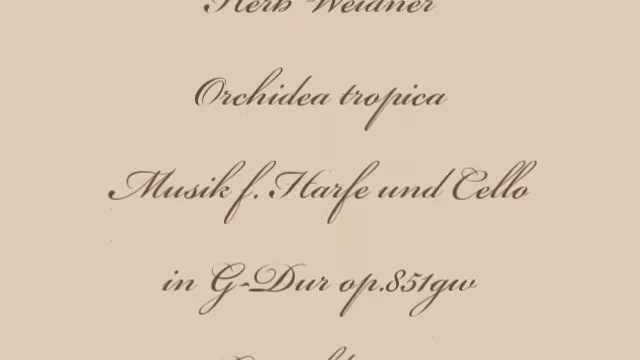 Herb Weidner
Orchidea tropica
Musik f. Harfe und Cello
in G-Dur op.851gw